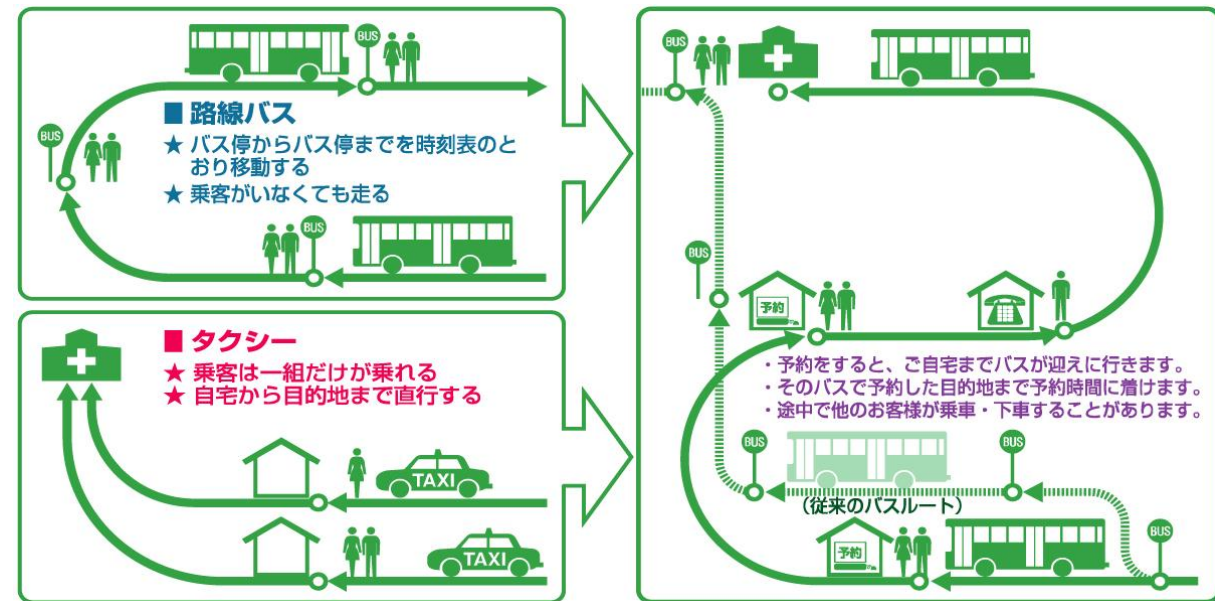 BUS
■ 路線バス
★ バス停からバス停までを時刻表のと
おり移動する
BUS
★ 乗客がいなくても走る
BUS
■ タクシー
★ 乗客は一組だけが乗れる
★ 自宅から目的地まで直行する
TAXI
TAXI
BUS
BUS
予約
・予約をすると、ご自宅までバスが迎えに行きます。
・そのバスで予約した目的地まで予約時間に着けます。
・途中で他のお客様が乗車・下車することがあります。
BUS
BUS
(従来のバスルート)
BUS
予約